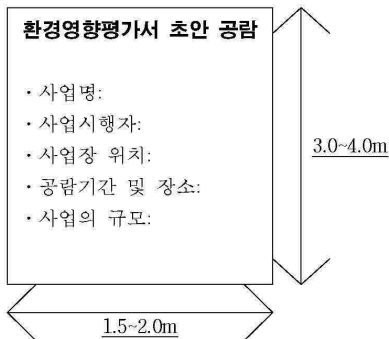 환경영향평가서 초안 공람
· 사업명:
· 사업시행자:
· 사업장 위치:
· 공람기간 및 장소:
· 사업의 규모:
3.0~4.0m
1.5~2.0m